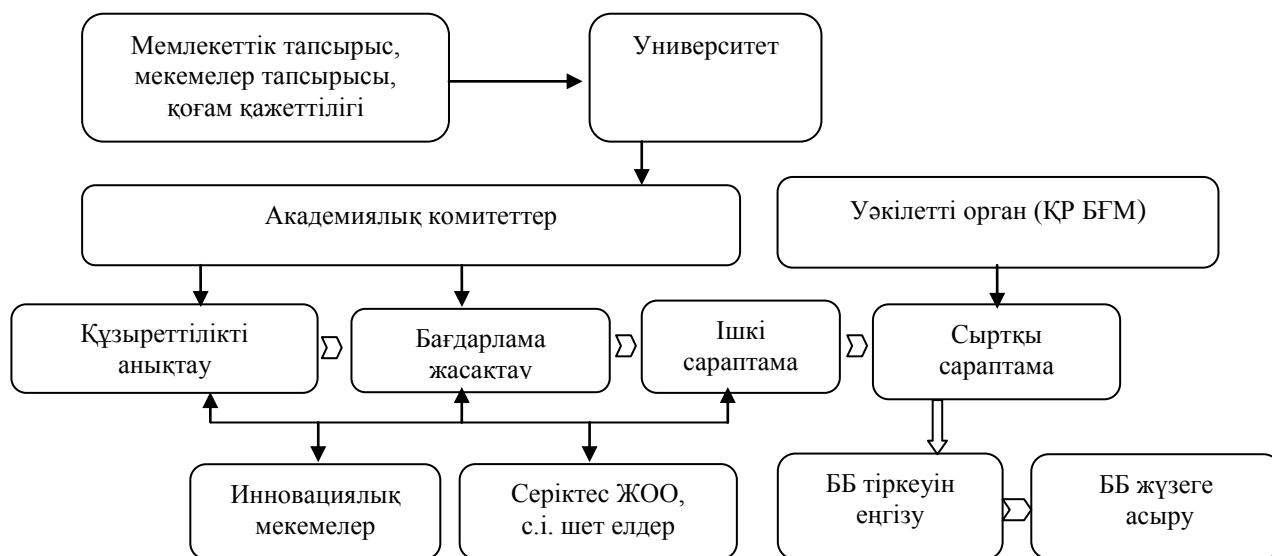 Мемлекеттік тапсырыс,
мекемелер тапсырысы,
қоғам қажеттілігі
Университет
Академиялық комитеттер
Уәкілетті орган (ҚР БҒМ)
Құзыреттілікті
анықтау
Бағдарлама
жасақтау
Ішкі
сараптама
Сыртқы
сараптама
Инновациялық
мекемелер
Серіктес ЖОО,
с.і. шет елдер
ББ тіркеуін
еңгізу
ББ жүзеге
асыру